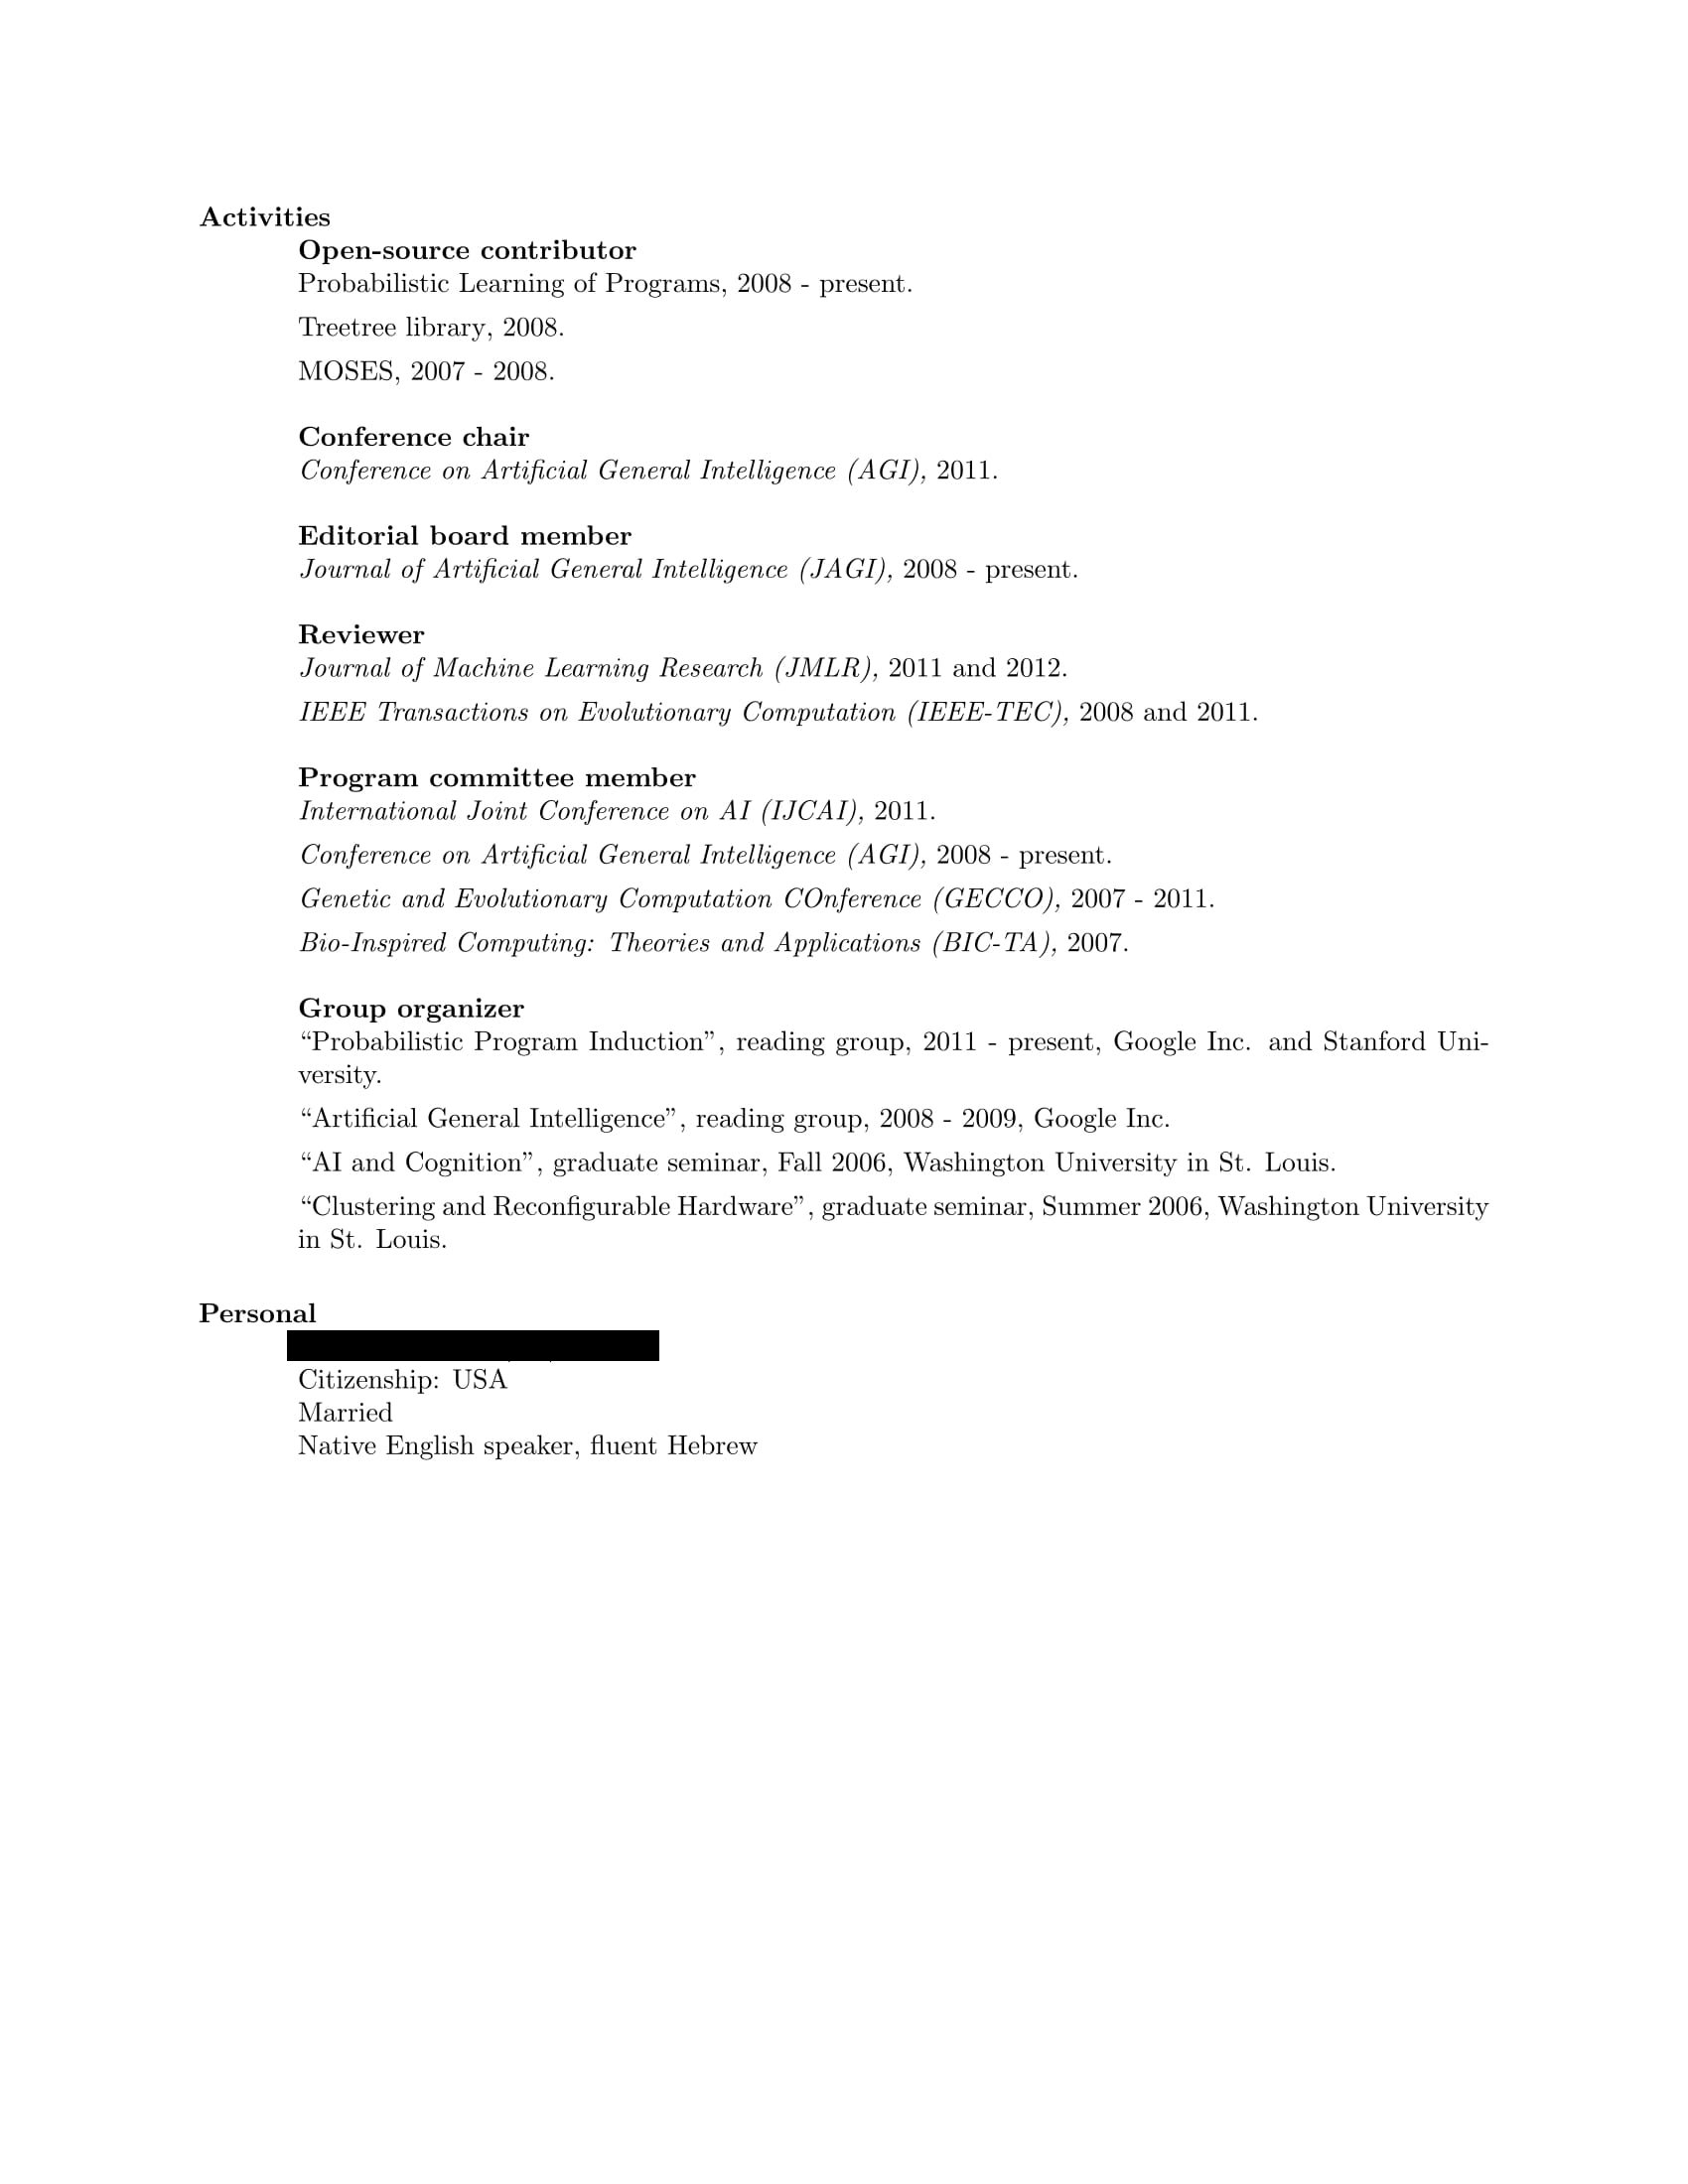 Activities
Open-source contributor
Probabilistic Learning of Programs, 2008 - present.
Treetree library, 2008.
MOSES, 2007 - 2008.
Conference chair
Conference on Artificial General Intelligence (AGI), 2011.
Editorial board member
Journal of Artificial General Intelligence (JAGI), 2008 - present.
Reviewer
Journal of Machine Learning Research (JMLR), 2011 and 2012.
IEEE Transactions on Evolutionary Computation (IEEE-TEC), 2008 and 2011.
Program committee member
International Joint Conference on AI (IJCAI), 2011.
Conference on Artificial General Intelligence (AGI), 2008 - present.
Genetic and Evolutionary Computation COnference (GECCO), 2007 - 2011.
Bio-Inspired Computing: Theories and Applications (BIC-TA), 2007.
Group organizer
“Probabilistic Program Induction”, reading group, 2011 - present, Google Inc. and Stanford Uni-
versity.
“Artificial General Intelligence”, reading group, 2008 - 2009, Google Inc.
“AI and Cognition”, graduate seminar, Fall 2006, Washington University in St. Louis.
“Clustering and Reconfigurable Hardware”, graduate seminar, Summer 2006, Washington University
in St. Louis.
Personal
Citizenship: USA
Married
Native English speaker, fluent Hebrew